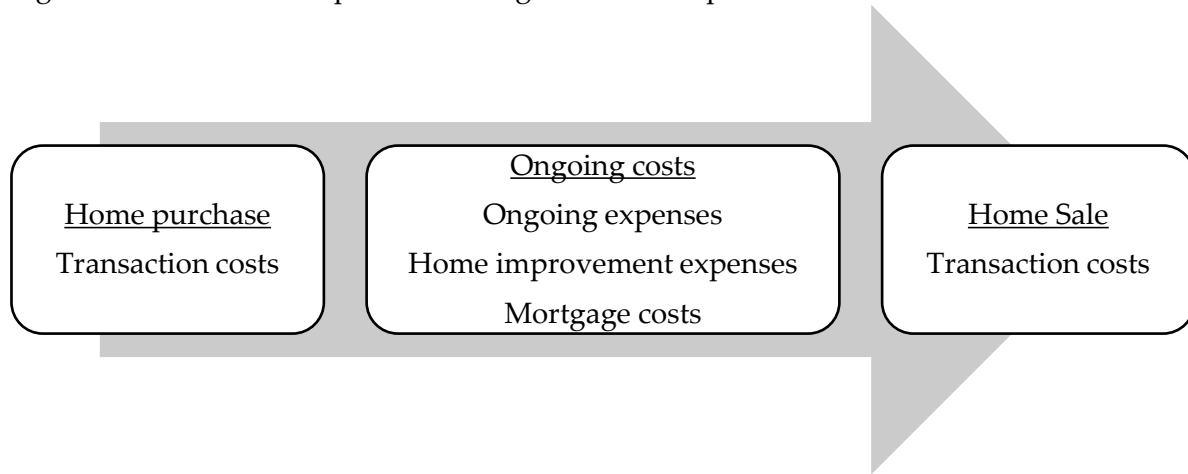 Home purchase
Transaction costs
Ongoing costs
Ongoing expenses
Home improvement expenses
Mortgage costs
Home Sale
Transaction costs